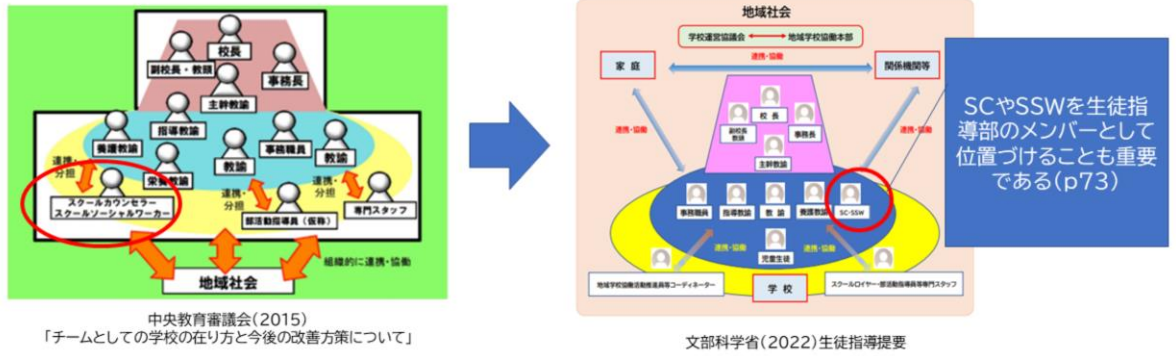 校長
副校長・教頭
事務長
主幹教諭
指導教諭
養護教諭
教諭
事務職員
教諭
栄養教諭
連携・
分担
スクールカウンセラー
スクールソーシャルワーカー
連携・
分担
部活動指導員(仮称)
連携・
分担
専門スタッフ
組織的に連携・協働
地域社会
中央教育審議会(2015)
「チームとしての学校の在り方と今後の改善方策について」
地域社会
学校運営協議会
地域学校協働本部
連携・協働
家庭
関係機関等
連携・協働
連携・協働
校長
副校長
教頭
事務長
主幹教諭
事務職員
指導教諭
教諭
養護教諭
SC・SSW
連携・協働
連携・協働
児童生徒
地域学校協働活動推進員等コーディネーター
スクールロイヤー・部活動指導員等専門スタッフ
学校
文部科学省(2022)生徒指導提要
SCやSSWを生徒指
導部のメンバーとして
位置づけることも重要
である(p73)